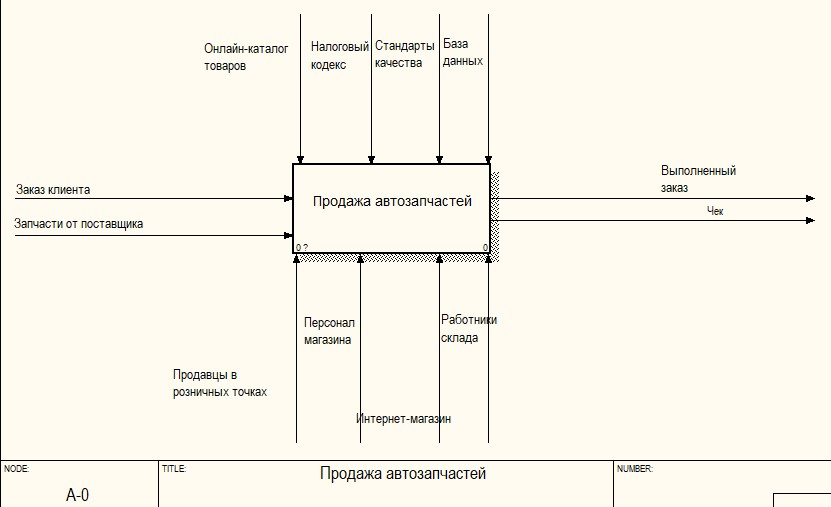 Онлайн-каталог
товаров
Налоговый
кодекс
Стандарты
качества
База
данных
Заказ клиента
Запчасти от поставщика
Продажа автозапчастей
0 ?
0
Выполненный
заказ
Чек
Персонал
магазина
Работники
склада
Продавцы в
розничных точках
Интернет-магазин
NODE:
TITLE:
NUMBER:
A-0
Продажа автозапчастей